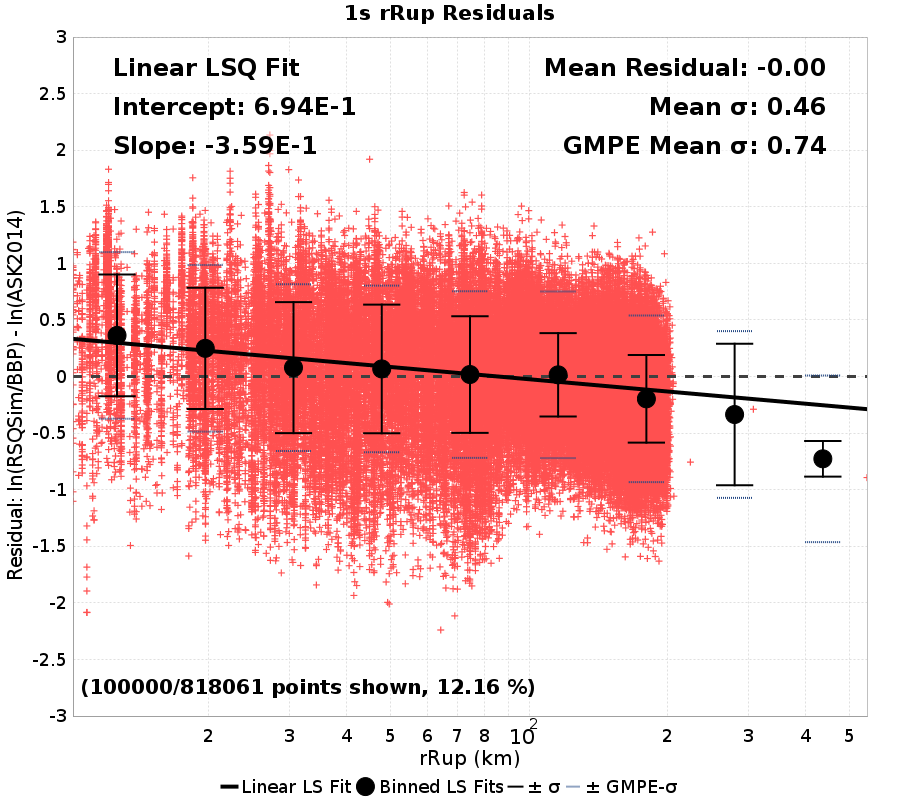 1s rRup Residuals
Linear LSQ Fit
Intercept: 6.94E-1
Slope: -3.59E-1
Mean Residual: -0.00
Mean σ: 0.46
GMPE Mean σ: 0.74
3
2.5
2
1.5
1
0.5
0
-0.5
-1
-1.5
-2
-2.5
-3
Residual: ln(RSQSim/BBP) - ln(ASK2014)
(100000/818061 points shown, 12.16 %)
2 3 4 5 6 7 8 10² 2 3 4 5
rRup (km)
Linear LS Fit Binned LS Fits ± σ ± GMPE-σ